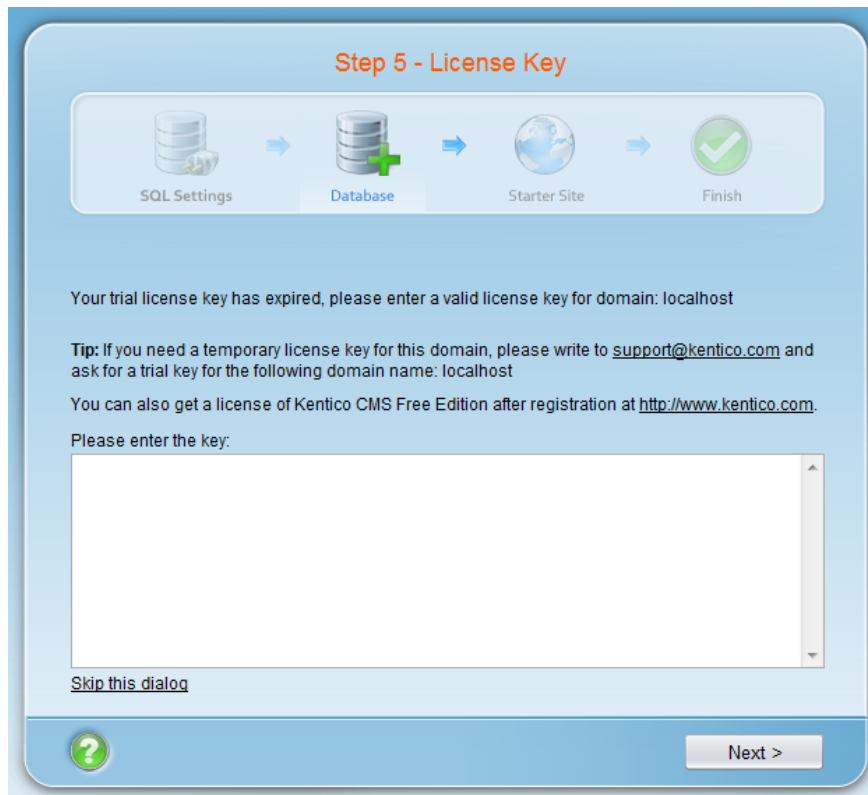 Step 5 - License Key
SQL Settings
Database
Starter Site
Finish
Your trial license key has expired, please enter a valid license key for domain: localhost
Tip: If you need a temporary license key for this domain, please write to support@kentico.com and
ask for a trial key for the following domain name: localhost
You can also get a license of Kentico CMS Free Edition after registration at http://www.kentico.com.
Please enter the key:
Skip this dialog
?
Next >